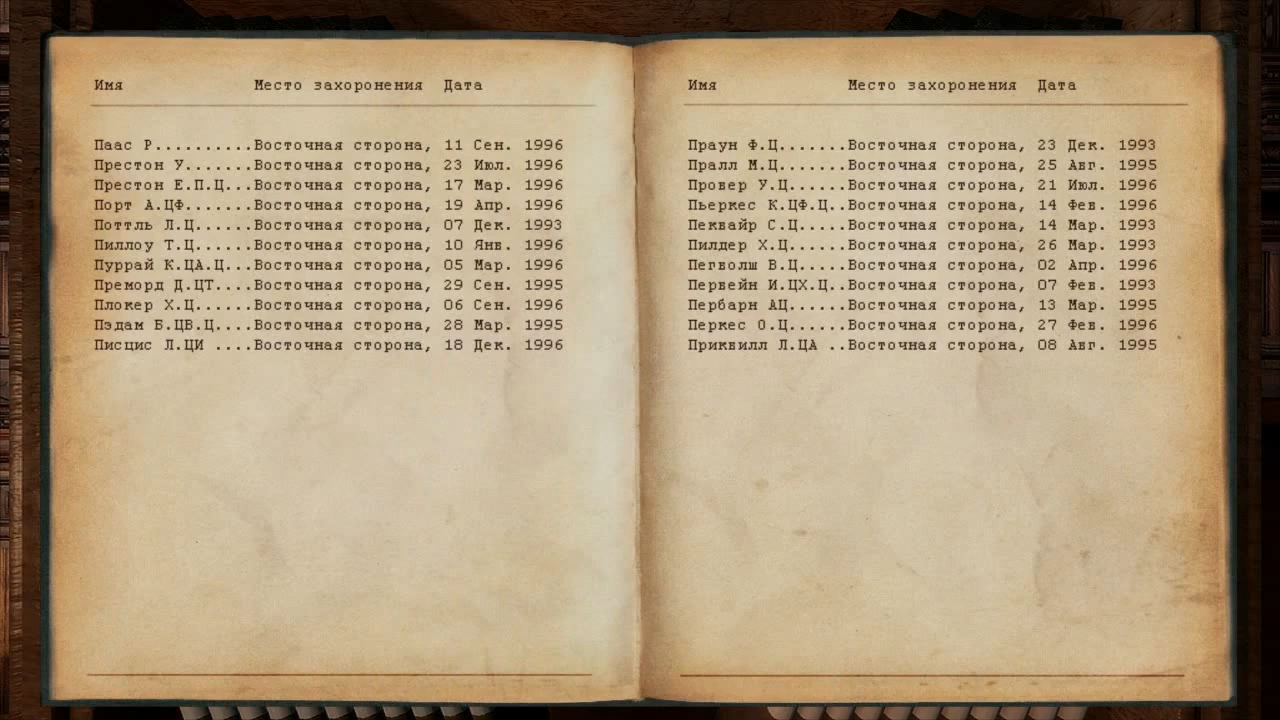 Имя Место захоронения Дата
Паас Р..........Восточная сторона, 11 Сен. 1996
Престон У.......Восточная сторона, 23 Июл. 1996
Престон Е.П.Ц...Восточная сторона, 17 Мар. 1996
Порт А.ЦФ.......Восточная сторона, 19 Апр. 1996
Поттль Л.Ц......Восточная сторона, 07 Дек. 1993
Пиллоу Т.Ц......Восточная сторона, 10 Янв. 1996
Пуррай К.ЦА.Ц...Восточная сторона, 05 Мар. 1996
Преморд Д.ЦТ....Восточная сторона, 29 Сен. 1995
Плокер Х.Ц......Восточная сторона, 06 Сен. 1996
Пэдам Б.ЦВ.Ц....Восточная сторона, 28 Мар. 1995
Писцис Л.ЦИ ....Восточная сторона, 18 Дек. 1996
Имя Место захоронения Дата
Праун Ф.Ц.......Восточная сторона, 23 Дек. 1993
Пралл М.Ц.......Восточная сторона, 25 Авг. 1995
Провер У.Ц......Восточная сторона, 21 Июл. 1996
Пьеркес К.ЦФ.Ц..Восточная сторона, 14 Фев. 1996
Пеквайр С.Ц.....Восточная сторона, 14 Мар. 1993
Пилдер Х.Ц......Восточная сторона, 26 Мар. 1993
Пегволш В.Ц.....Восточная сторона, 02 Апр. 1996
Первейн И.ЦХ.Ц..Восточная сторона, 07 Фев. 1993
Пербарн АЦ......Восточная сторона, 13 Мар. 1995
Перкес О.Ц......Восточная сторона, 27 Фев. 1996
Приквилл Л.ЦА ..Восточная сторона, 08 Авг. 1995